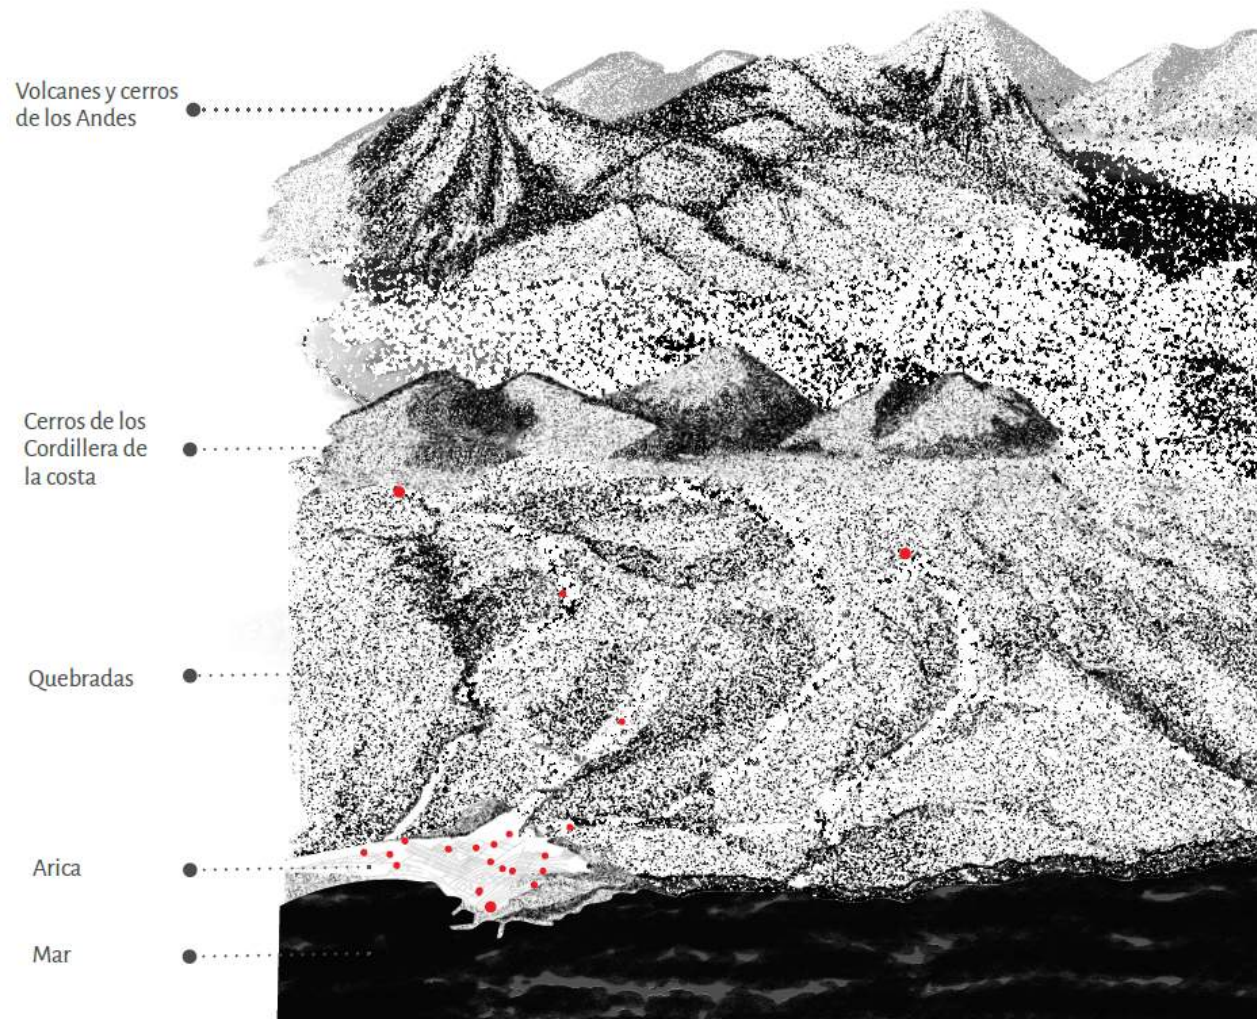 Volcanes y cerros
de los Andes
Cerros de los
Cordillera de
la costa
Quebradas
Arica
Mar